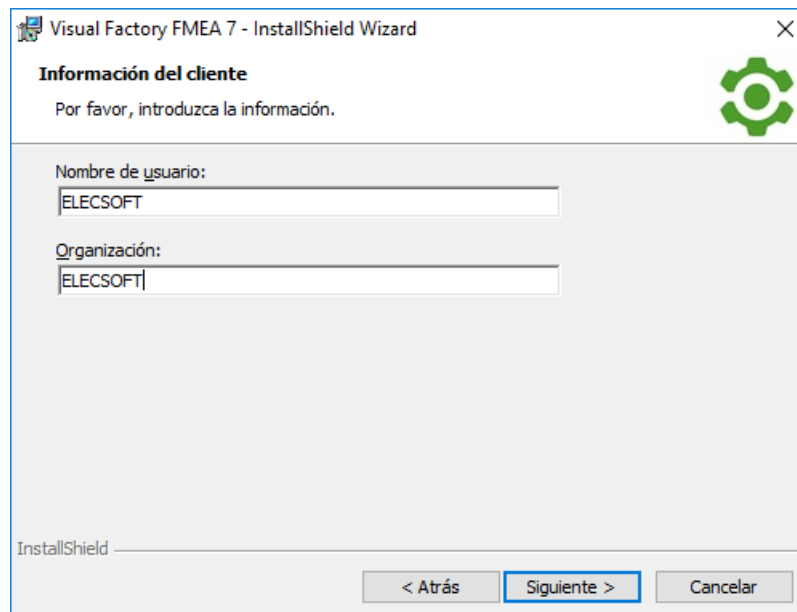 Visual Factory FMEA 7 - InstallShield Wizard
Información del cliente
Por favor, introduzca la información.
Nombre de usuario:
ELECSOFT
Organización:
ELECSOFT
InstallShield
< Atrás
Siguiente >
Cancelar